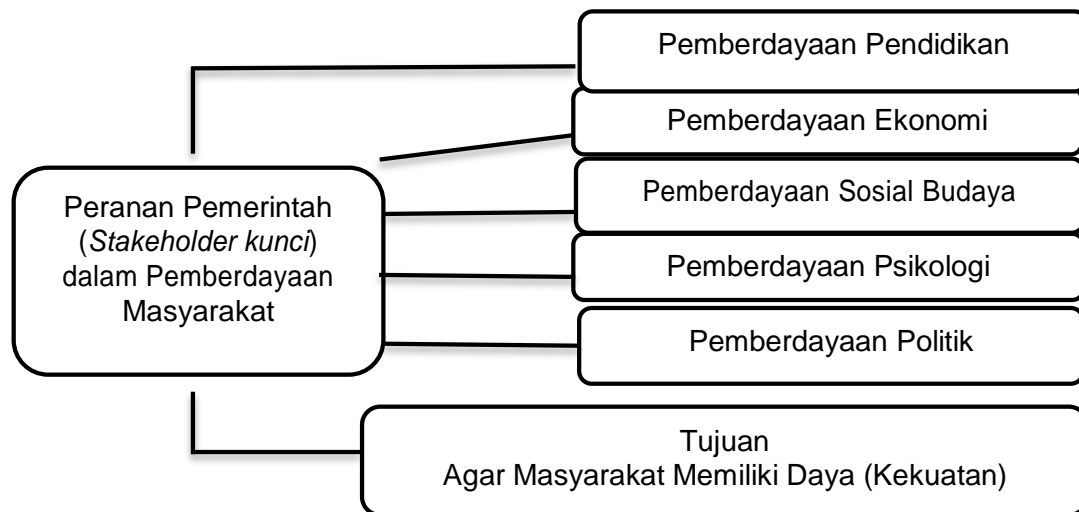 Pemberdayaan Pendidikan
Pemberdayaan Ekonomi
Pemberdayaan Sosial Budaya
Pemberdayaan Psikologi
Pemberdayaan Politik
Peranan Pemerintah
(Stakeholder kunci)
dalam Pemberdayaan
Masyarakat
Tujuan
Agar Masyarakat Memiliki Daya (Kekuatan)